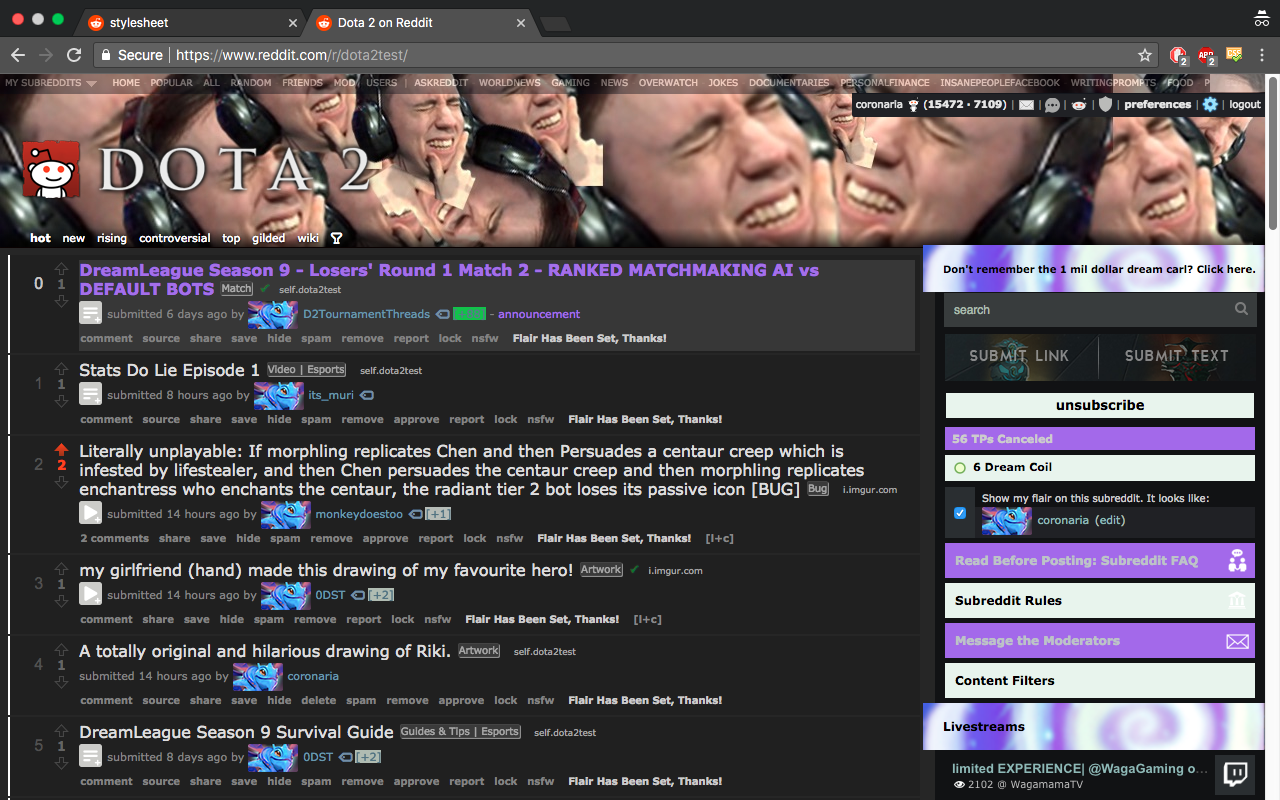 stylesheet
Dota 2 on Reddit
Secure | https://www.reddit.com/r/dota2test/
2 ABP 2
MY SUBREDDITS HOME POPULAR ALL RANDOM FRIENDS MOD USERS | ASKREDDIT WORLDNEWS GAMING NEWS OVERWATCH JOKES DOCUMENTARIES PERSONALFINANCE INSANEPEOPLEFACEBOOK WRITINGPROMPTS FOOD P
coronaria (15472 · 7109) | | | | | preferences | | logout
DOTA 2
hot new rising controversial top gilded wiki
Don't remember the 1 mil dollar dream carl? Click here.
0
1
DreamLeague Season 9 - Losers' Round 1 Match 2 - RANKED MATCHMAKING AI vs
DEFAULT BOTS Match ✔ self.dota2test
submitted 6 days ago by D2TournamentThreads - announcement
comment source share save hide spam remove report lock nsfw Flair Has Been Set, Thanks!
1
1
Stats Do Lie Episode 1 Video | Esports self.dota2test
submitted 8 hours ago by its_muri
comment source share save hide spam remove approve report lock nsfw Flair Has Been Set, Thanks!
2
2
Literally unplayable: If morphling replicates Chen and then Persuades a centaur creep which is
infested by lifestealer, and then Chen persuades the centaur creep and then morphling replicates
enchantress who enchants the centaur, the radiant tier 2 bot loses its passive icon [BUG] Bug i.imgur.com
submitted 14 hours ago by monkeydoestoo [+1]
2 comments share save hide spam remove approve report lock nsfw Flair Has Been Set, Thanks! [l+c]
3
1
my girlfriend (hand) made this drawing of my favourite hero! Artwork ✔ i.imgur.com
submitted 14 hours ago by 0DST [+2]
comment share save hide spam remove report lock nsfw Flair Has Been Set, Thanks! [l+c]
4
1
A totally original and hilarious drawing of Riki. Artwork self.dota2test
submitted 14 hours ago by coronaria
comment source share save hide delete spam remove approve lock nsfw Flair Has Been Set, Thanks!
5
1
DreamLeague Season 9 Survival Guide Guides & Tips | Esports self.dota2test
submitted 8 days ago by 0DST [+2]
comment source share save hide spam remove approve report lock nsfw Flair Has Been Set, Thanks!
search
SUBMIT LINK SUBMIT TEXT
unsubscribe
56 TPs Canceled
6 Dream Coil
Show my flair on this subreddit. It looks like:
coronaria (edit)
Read Before Posting: Subreddit FAQ
Subreddit Rules
Message the Moderators
Content Filters
Livestreams
limited EXPERIENCE| @WagaGaming o...
2102 @ WagamamaTV